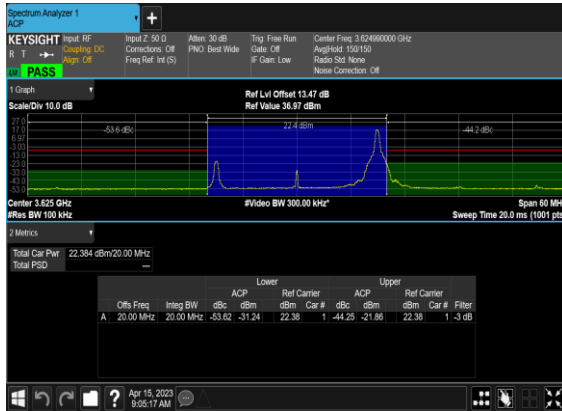 Spectrum Analyzer 1
ACP
+
KEYSIGHT Input: RF Input Z: 50 Ω Atten: 30 dB Trig: Free Run Center Freq: 3.624990000 GHz
R T Coupling: DC Corrections: Off PNO: Best Wide Gate: Off Avg|Hold: 150/150
Align: Off Freq Ref: Int (S) IF Gain: Low Radio Std: None
PASS Noise Correction: Off
1 Graph Ref Lvl Offset 13.47 dB
Scale/Div 10.0 dB Ref Value 36.97 dBm
27.0 -53.6 dBc 22.4 dBm -44.2 dBc
17.0
6.97
-3.03
-13.0
-23.0
-33.0
-43.0
-53.0
Center 3.625 GHz #Video BW 300.00 kHz* Span 60 MH
#Res BW 100 kHz Sweep Time 20.0 ms (1001 pts
2 Metrics
Total Car Pwr 22.384 dBm/20.00 MHz
Total PSD ---
Lower Upper
ACP Ref Carrier ACP Ref Carrier
Offs Freq Integ BW dBc dBm dBm Car # dBc dBm dBm Car # Filter
A 20.00 MHz 20.00 MHz -53.62 -31.24 22.38 1 -44.25 -21.86 22.38 1 -3 dB
? Apr 15, 2023
9:05:17 AM